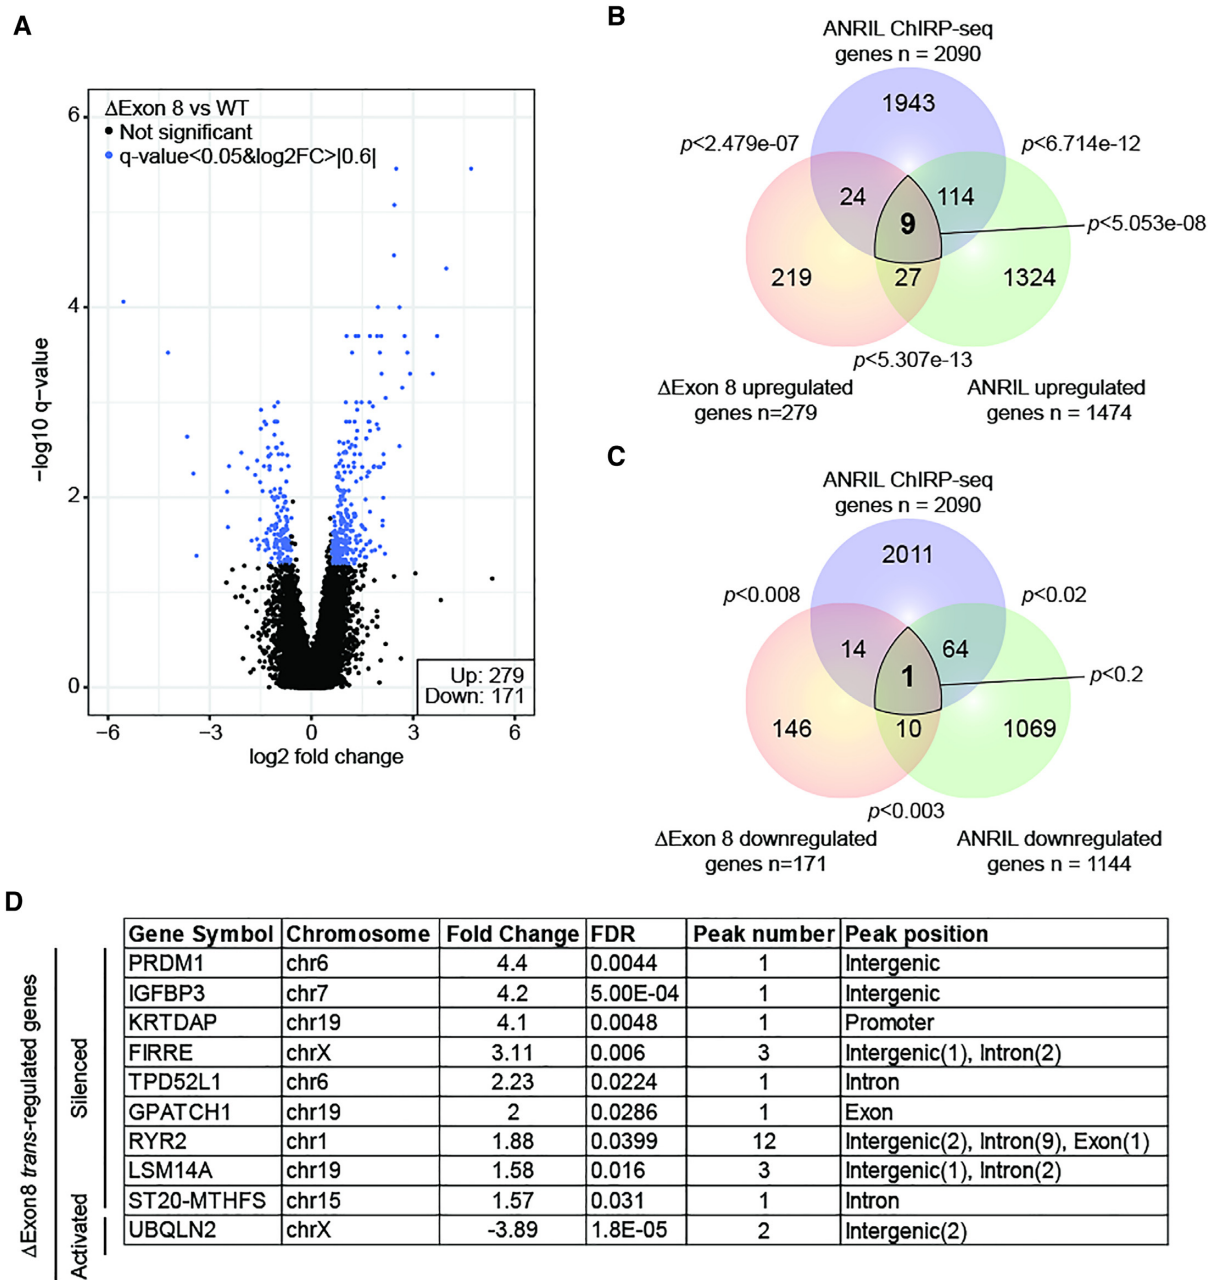 A
ΔExon 8 vs WT
Not significant
q-value<0.05&log2FC>|0.6|
6
4
2
0
−log10 q−value
Up: 279
Down: 171
−6 −3 0 3 6
log2 fold change
B
ANRIL ChIRP-seq
genes n = 2090
1943
p<2.479e-07
p<6.714e-12
24
114
9
p<5.053e-08
219
27
1324
p<5.307e-13
ΔExon 8 upregulated
genes n=279
ANRIL upregulated
genes n = 1474
C
ANRIL ChIRP-seq
genes n = 2090
2011
p<0.008
p<0.02
14
64
1
p<0.2
146
10
1069
p<0.003
ΔExon 8 downregulated
genes n=171
ANRIL downregulated
genes n = 1144
D
ΔExon8 trans-regulated genes
Silenced
Activated
Gene Symbol Chromosome Fold Change FDR Peak number Peak position
PRDM1 chr6 4.4 0.0044 1 Intergenic
IGFBP3 chr7 4.2 5.00E-04 1 Intergenic
KRTDAP chr19 4.1 0.0048 1 Promoter
FIRRE chrX 3.11 0.006 3 Intergenic(1), Intron(2)
TPD52L1 chr6 2.23 0.0224 1 Intron
GPATCH1 chr19 2 0.0286 1 Exon
RYR2 chr1 1.88 0.0399 12 Intergenic(2), Intron(9), Exon(1)
LSM14A chr19 1.58 0.016 3 Intergenic(1), Intron(2)
ST20-MTHFS chr15 1.57 0.031 1 Intron
UBQLN2 chrX -3.89 1.8E-05 2 Intergenic(2)